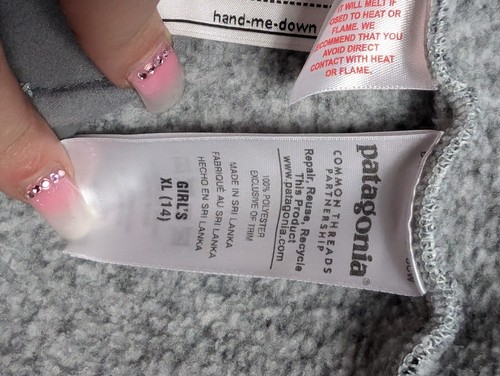 hand-me-down
IT WILL MELT IF
OSED TO HEAT OR
FLAME. WE
COMMEND THAT YOU
AVOID DIRECT
CONTACT WITH HEAT
OR FLAME.
patagonia®
COMMON THREADS
PARTNERSHIP
Repair, Reuse, Recycle
This Product
www.patagonia.com
100% POLYESTER
EXCLUSIVE OF TRIM
MADE IN SRI LANKA
FABRIQUÉ AU SRI LANKA
HECHO EN SRI LANKA
GIRL'S
XL (14)